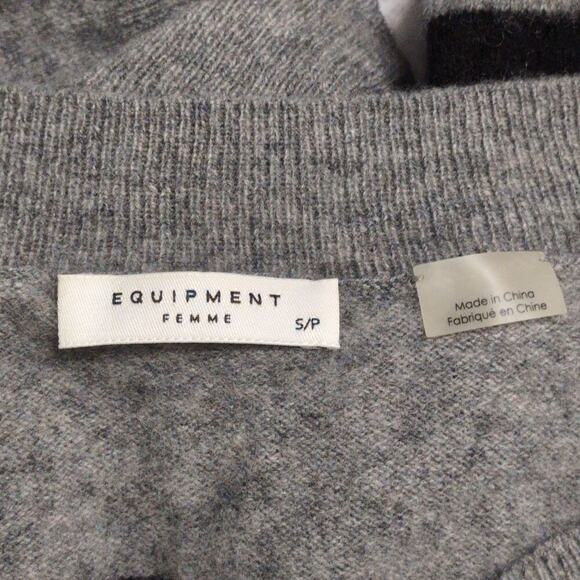 EQUIPMENT
FEMME
S/P
Made in China
Fabriqué en Chine